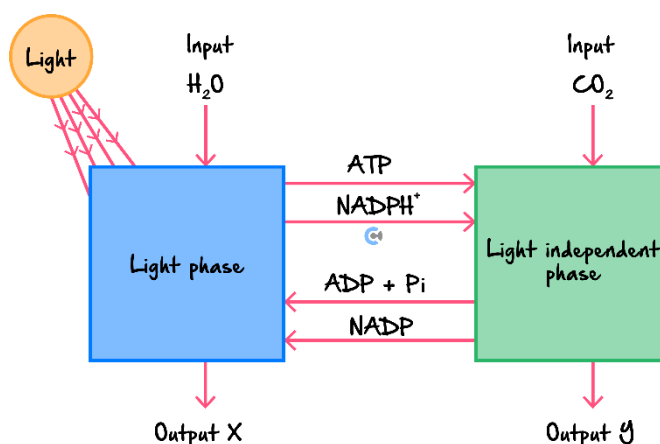 Light
Input
H₂O
Input
CO₂
ATP
NADPH⁺
Light phase
Light independent
phase
ADP + Pi
NADP
Output X
Output Y